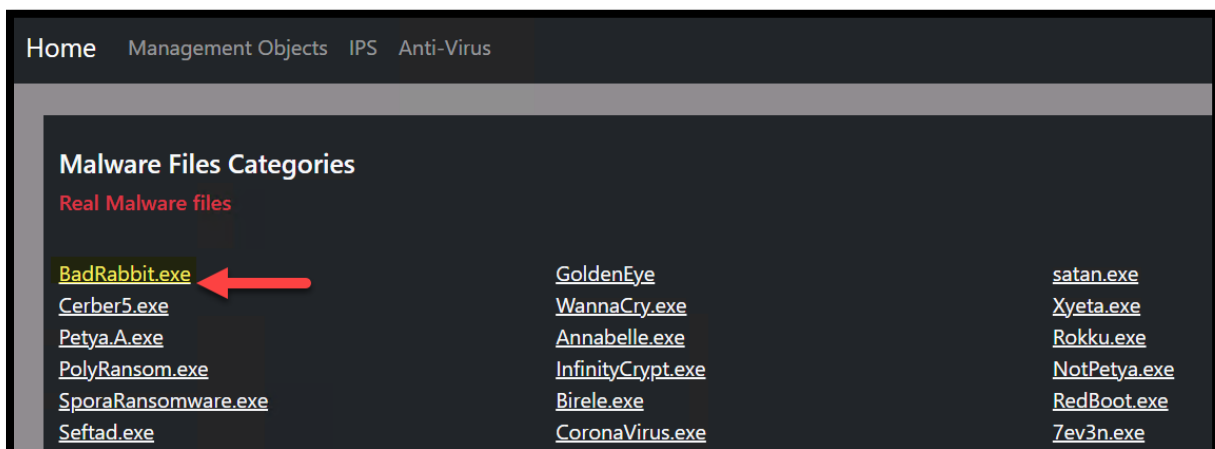 Home Management Objects IPS Anti-Virus
Malware Files Categories
Real Malware files
BadRabbit.exe GoldenEye satan.exe
Cerber5.exe WannaCry.exe Xyeta.exe
Petya.A.exe Annabelle.exe Rokku.exe
PolyRansom.exe InfinityCrypt.exe NotPetya.exe
SporaRansomware.exe Birele.exe RedBoot.exe
Seftad.exe CoronaVirus.exe 7ev3n.exe